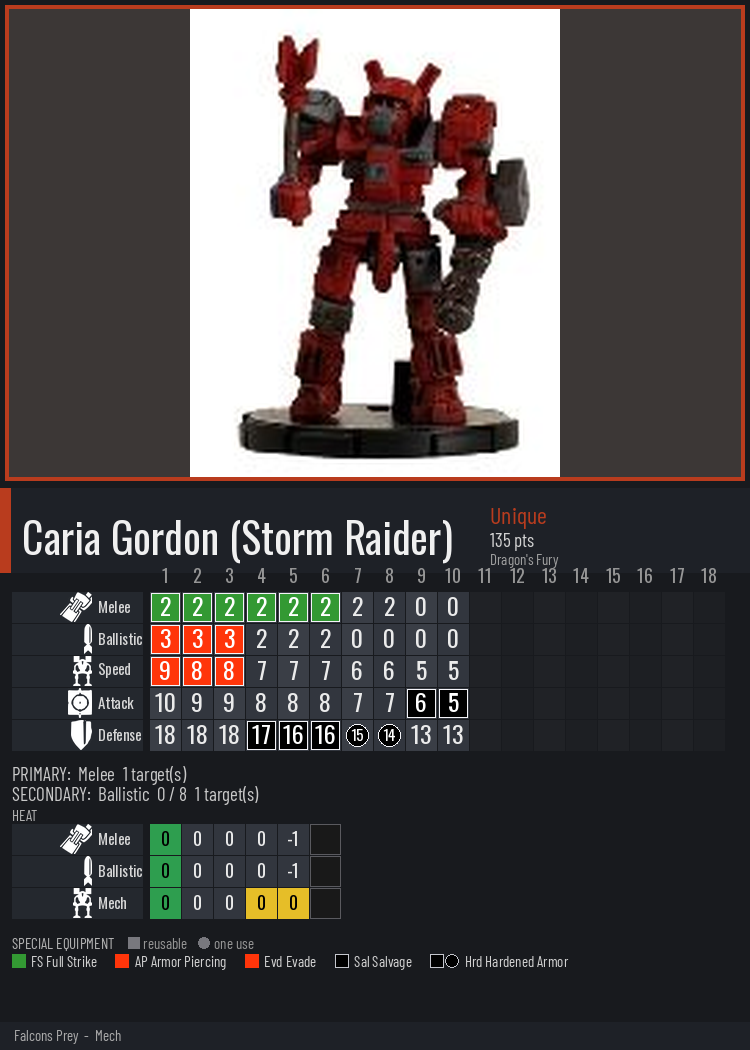 Caria Gordon (Storm Raider)
Unique
135 pts
Dragon's Fury
1 2 3 4 5 6 7 8 9 10 11 12 13 14 15 16 17 18
Melee 2 2 2 2 2 2 2 2 0 0
Ballistic 3 3 3 2 2 2 0 0 0 0
Speed 9 8 8 7 7 7 6 6 5 5
Attack 10 9 9 8 8 8 7 7 6 5
Defense 18 18 18 17 16 16 15 14 13 13
PRIMARY: Melee 1 target(s)
SECONDARY: Ballistic 0 / 8 1 target(s)
HEAT
Melee 0 0 0 0 -1
Ballistic 0 0 0 0 -1
Mech 0 0 0 0 0
SPECIAL EQUIPMENT reusable one use
FS Full Strike AP Armor Piercing Evd Evade Sal Salvage Hrd Hardened Armor
Falcons Prey - Mech